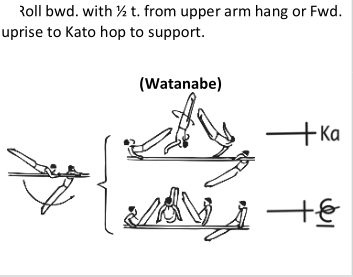 Roll bwd. with ½ t. from upper arm hang or Fwd.
uprise to Kato hop to support.
(Watanabe)
Ka